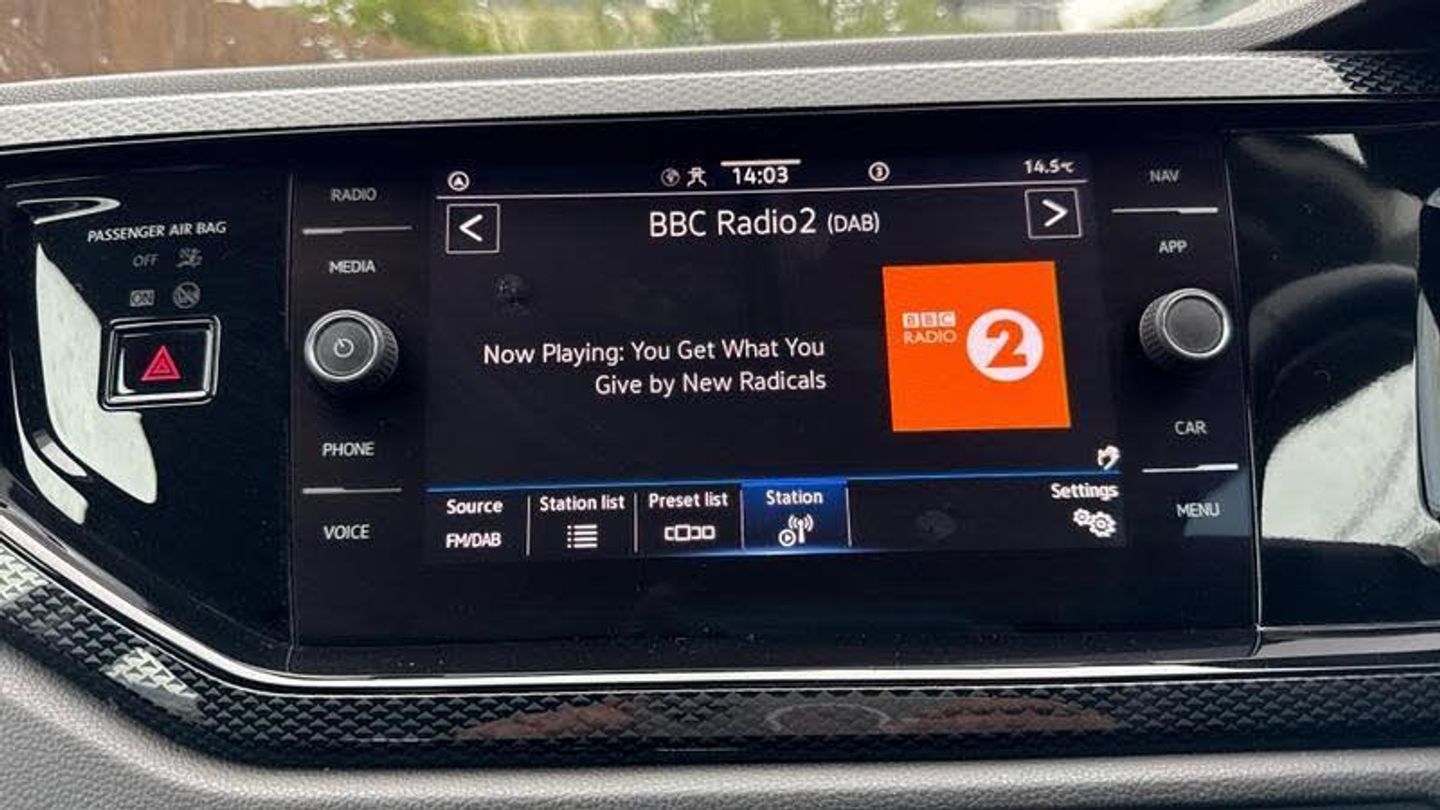 RADIO
MEDIA
PHONE
VOICE
PASSENGER AIR BAG
OFF
ON
14:03
3
14.5°C
<
BBC Radio2 (DAB)
>
Now Playing: You Get What You
Give by New Radicals
BBC
RADIO
2
Source
FM/DAB
Station list
Preset list
Station
Settings
NAV
APP
CAR
MENU